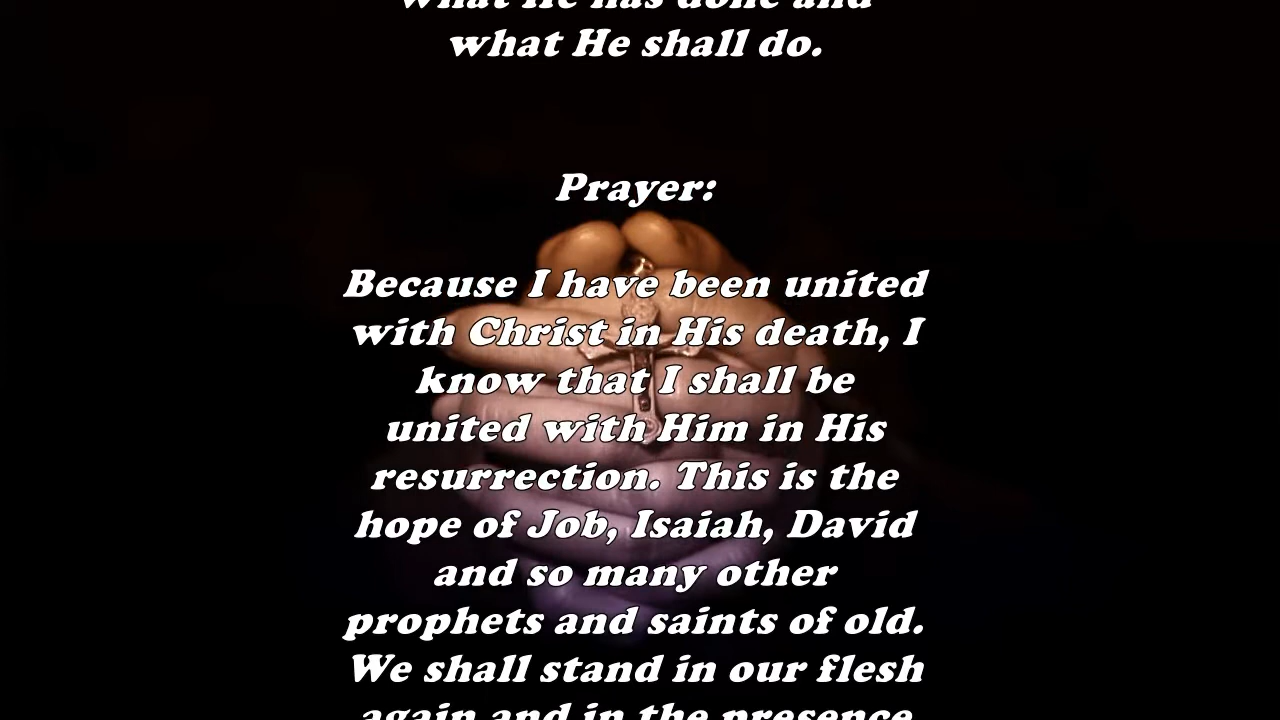 what He has done and
what He shall do.
Prayer:
Because I have been united
with Christ in His death, I
know that I shall be
united with Him in His
resurrection. This is the
hope of Job, Isaiah, David
and so many other
prophets and saints of old.
We shall stand in our flesh
again and in the presence